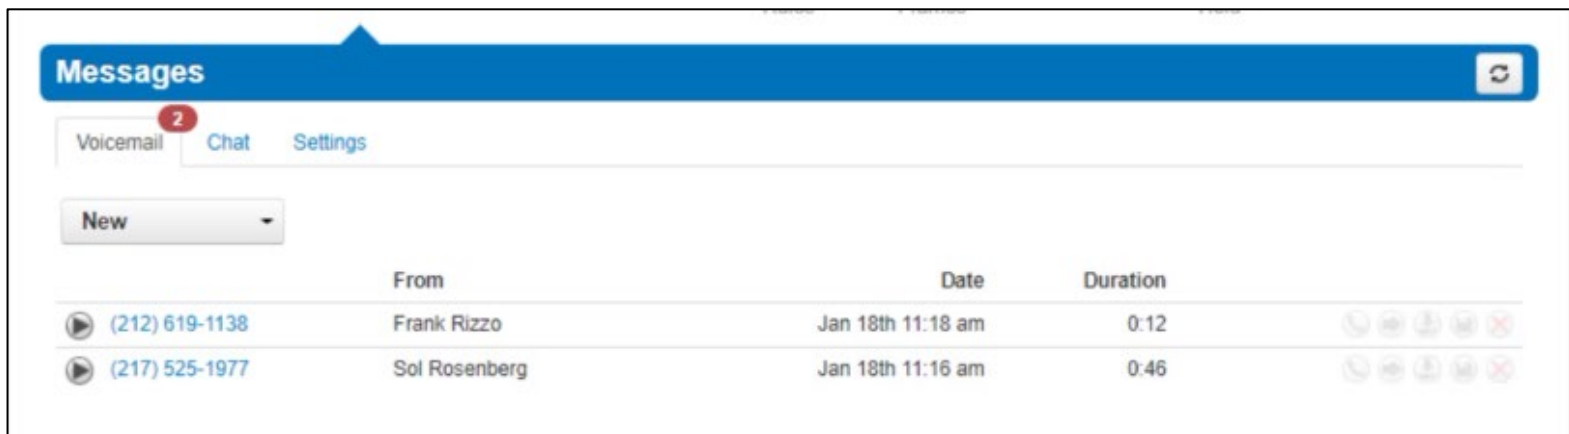 Messages
2
Voicemail Chat Settings
New
From Date Duration
(212) 619-1138 Frank Rizzo Jan 18th 11:18 am 0:12
(217) 525-1977 Sol Rosenberg Jan 18th 11:16 am 0:46